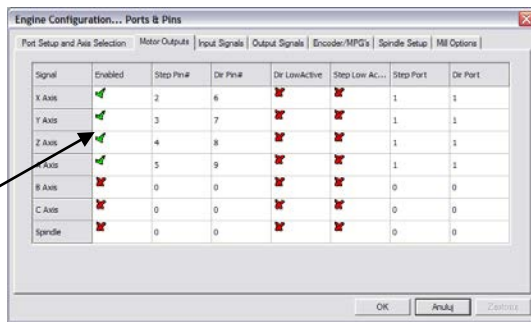 Engine Configuration... Ports & Pins
Port Setup and Axis Selection Motor Outputs Input Signals Output Signals Encoder/MPG's Spindle Setup Mill Options
Signal Enabled Step Pin# Dir Pin# Dir LowActive Step Low Ac... Step Port Dir Port
X Axis 2 6 1 1
Y Axis 3 7 1 1
Z Axis 4 8 1 1
Axis 5 9 1 1
B Axis 0 0 0 0
C Axis 0 0 0 0
Spindle 0 0 0 0
OK Anuluj Zastosuj